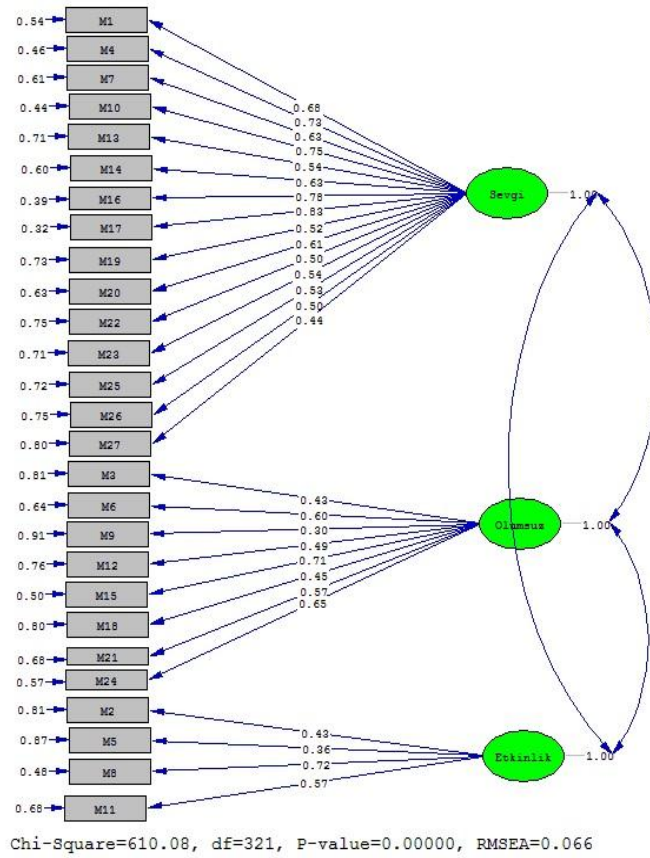 0.54 M1
0.46 M4
0.61 M7
0.44 M10
0.71 M13
0.60 M14
0.39 M16
0.32 M17
0.73 M19
0.63 M20
0.75 M22
0.71 M23
0.72 M25
0.75 M26
0.80 M27
0.81 M3
0.64 M6
0.91 M9
0.76 M12
0.50 M15
0.80 M18
0.68 M21
0.57 M24
0.81 M2
0.87 M5
0.48 M8
0.68 M11
0.68
0.73
0.63
0.75
0.54
0.63
0.78
0.83
0.52
0.61
0.50
0.54
0.53
0.50
0.44
Sevgi 1.00
0.43
0.60
0.30
0.49
0.71
0.45
0.57
0.65
Olumsuz 1.00
0.43
0.36
0.72
0.57
Etkinlik 1.00
Chi-Square=610.08, df=321, P-value=0.00000, RMSEA=0.066